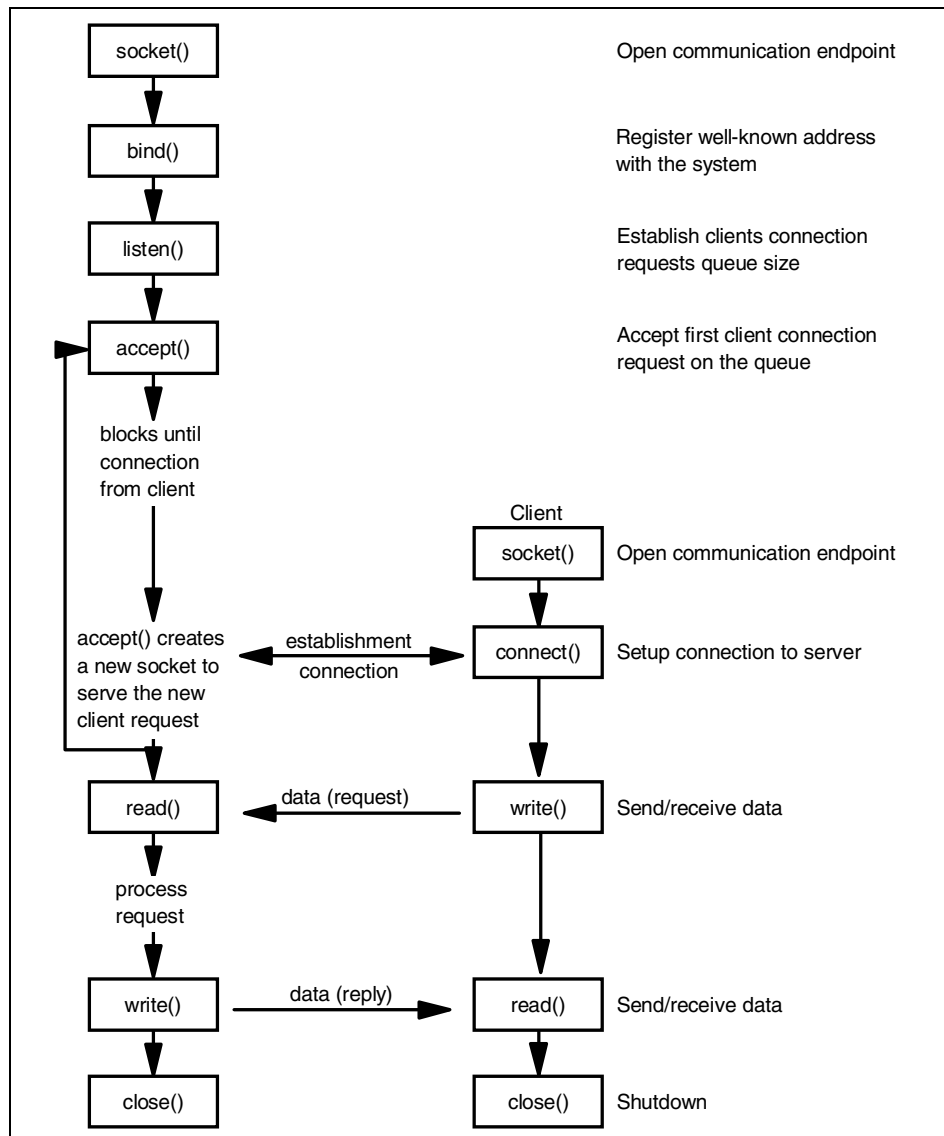 socket()
Open communication endpoint
bind()
Register well-known address
with the system
listen()
Establish clients connection
requests queue size
accept()
Accept first client connection
request on the queue
blocks until
connection
from client
Client
socket()
Open communication endpoint
accept() creates
a new socket to
serve the new
client request
establishment
connection
connect()
Setup connection to server
read()
data (request)
write()
Send/receive data
process
request
write()
data (reply)
read()
Send/receive data
close()
close()
Shutdown